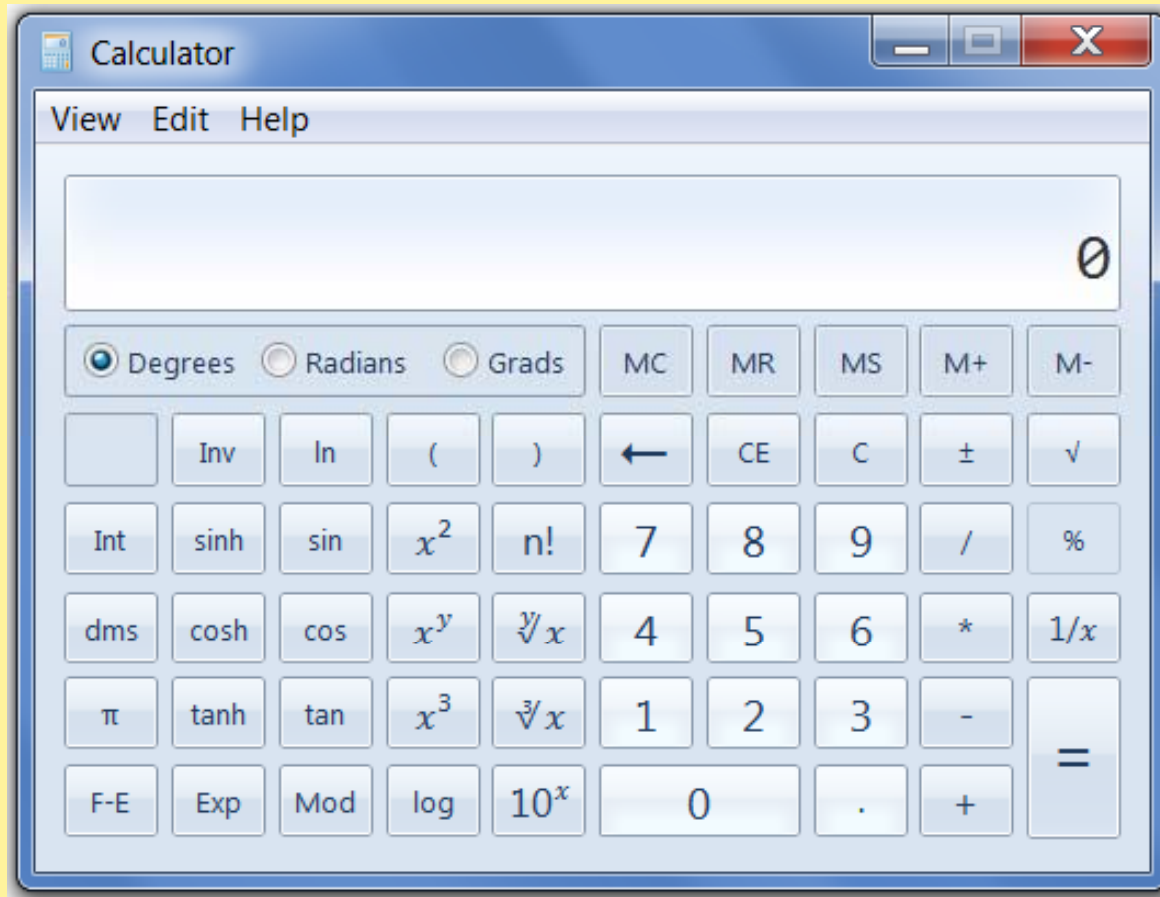 Calculator
View Edit Help
0
Degrees Radians Grads MC MR MS M+ M-
Inv ln ( ) ← CE C ± √
Int sinh sin x² n! 7 8 9 / %
dms cosh cos xʸ ʸ√x 4 5 6 * 1/x
π tanh tan x³ ³√x 1 2 3 - =
F-E Exp Mod log 10ˣ 0 . +